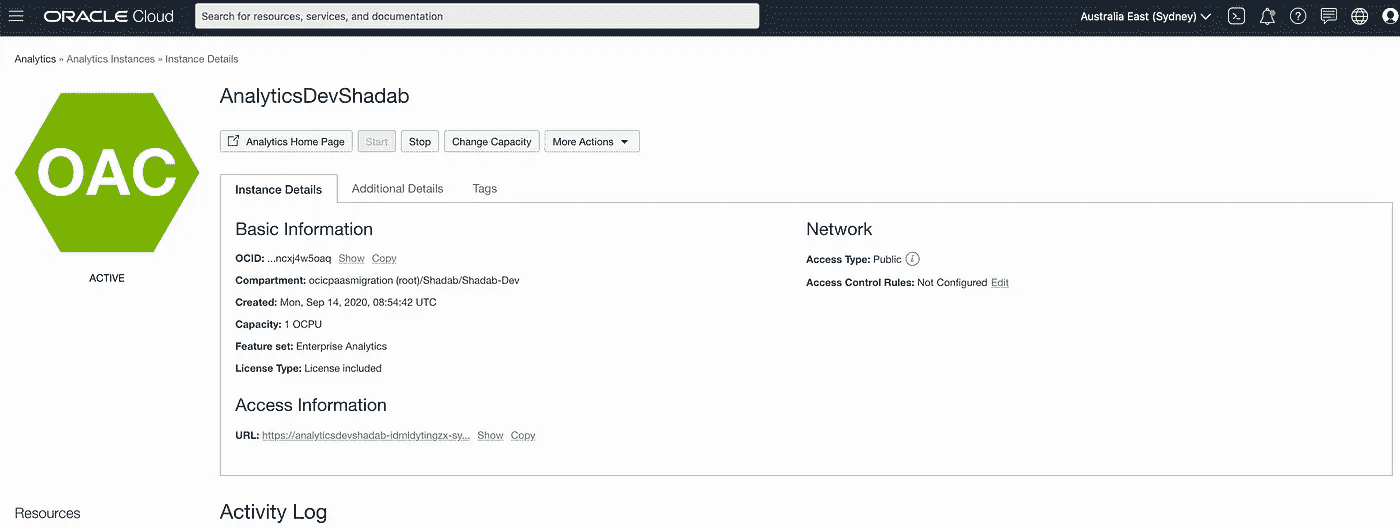 ORACLE Cloud
Search for resources, services, and documentation
Australia East (Sydney)
Analytics » Analytics Instances » Instance Details
OAC
ACTIVE
AnalyticsDevShadab
Analytics Home Page Start Stop Change Capacity More Actions
Instance Details Additional Details Tags
Basic Information
OCID: ...ncxj4w5oaq Show Copy
Compartment: ocicpaasmigration (root)/Shadab/Shadab-Dev
Created: Mon, Sep 14, 2020, 08:54:42 UTC
Capacity: 1 OCPU
Feature set: Enterprise Analytics
License Type: License included
Access Information
URL: https://analyticsdevshadab-idmldytingzx-sy... Show Copy
Network
Access Type: Public
Access Control Rules: Not Configured Edit
Resources
Activity Log